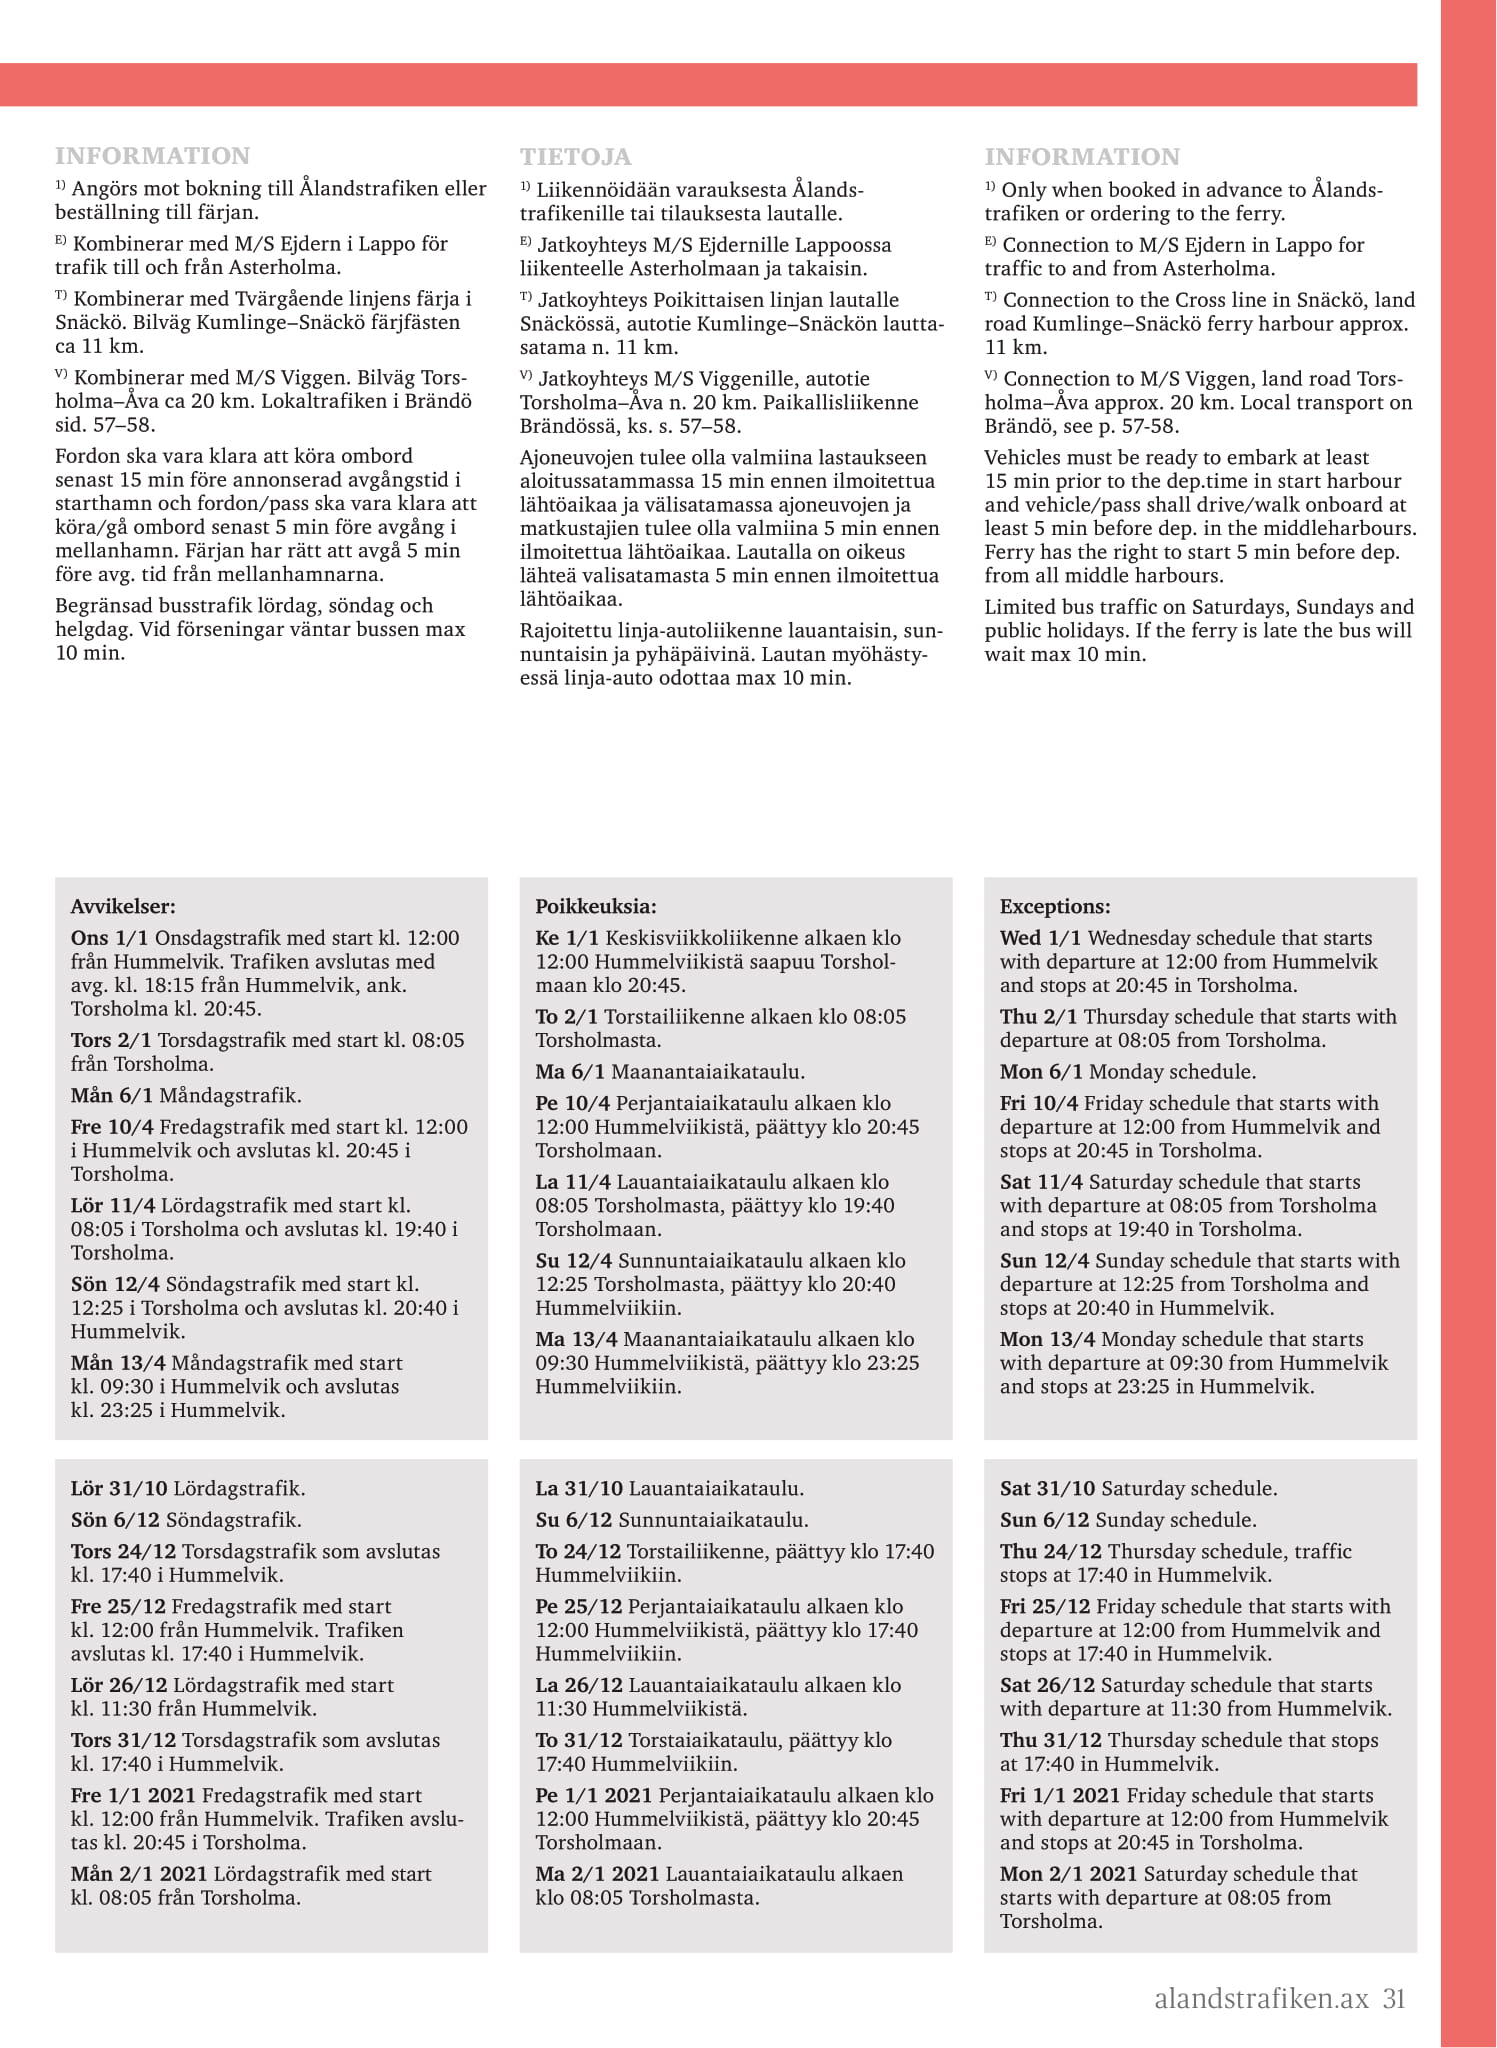 INFORMATION
1) Angörs mot bokning till Ålandstrafiken eller
beställning till färjan.
E) Kombinerar med M/S Ejdern i Lappo för
trafik till och från Asterholma.
T) Kombinerar med Tvärgående linjens färja i
Snäckö. Bilväg Kumlinge–Snäckö färjfästen
ca 11 km.
V) Kombinerar med M/S Viggen. Bilväg Tors-
holma–Åva ca 20 km. Lokaltrafiken i Brändö
sid. 57–58.
Fordon ska vara klara att köra ombord
senast 15 min före annonserad avgångstid i
starthamn och fordon/pass ska vara klara att
köra/gå ombord senast 5 min före avgång i
mellanhamn. Färjan har rätt att avgå 5 min
före avg. tid från mellanhamnarna.
Begränsad busstrafik lördag, söndag och
helgdag. Vid förseningar väntar bussen max
10 min.
TIETOJA
1) Liikennöidään varauksesta Ålands-
trafikenille tai tilauksesta lautalle.
E) Jatkoyhteys M/S Ejdernille Lappoossa
liikenteelle Asterholmaan ja takaisin.
T) Jatkoyhteys Poikittaisen linjan lautalle
Snäckössä, autotie Kumlinge–Snäckön lautta-
satama n. 11 km.
V) Jatkoyhteys M/S Viggenille, autotie
Torsholma–Åva n. 20 km. Paikallisliikenne
Brändössä, ks. s. 57–58.
Ajoneuvojen tulee olla valmiina lastaukseen
aloitussatammassa 15 min ennen ilmoitettua
lähtöaikaa ja välisatamassa ajoneuvojen ja
matkustajien tulee olla valmiina 5 min ennen
ilmoitettua lähtöaikaa. Lautalla on oikeus
lähteä valisatamasta 5 min ennen ilmoitettua
lähtöaikaa.
Rajoitettu linja-autoliikenne lauantaisin, sun-
nuntaisin ja pyhäpäivinä. Lautan myöhästy-
essä linja-auto odottaa max 10 min.
INFORMATION
1) Only when booked in advance to Ålands-
trafiken or ordering to the ferry.
E) Connection to M/S Ejdern in Lappo for
traffic to and from Asterholma.
T) Connection to the Cross line in Snäckö, land
road Kumlinge–Snäckö ferry harbour approx.
11 km.
V) Connection to M/S Viggen, land road Tors-
holma–Åva approx. 20 km. Local transport on
Brändö, see p. 57-58.
Vehicles must be ready to embark at least
15 min prior to the dep.time in start harbour
and vehicle/pass shall drive/walk onboard at
least 5 min before dep. in the middleharbours.
Ferry has the right to start 5 min before dep.
from all middle harbours.
Limited bus traffic on Saturdays, Sundays and
public holidays. If the ferry is late the bus will
wait max 10 min.
Avvikelser:
Ons 1/1 Onsdagstrafik med start kl. 12:00
från Hummelvik. Trafiken avslutas med
avg. kl. 18:15 från Hummelvik, ank.
Torsholma kl. 20:45.
Tors 2/1 Torsdagstrafik med start kl. 08:05
från Torsholma.
Mån 6/1 Måndagstrafik.
Fre 10/4 Fredagstrafik med start kl. 12:00
i Hummelvik och avslutas kl. 20:45 i
Torsholma.
Lör 11/4 Lördagstrafik med start kl.
08:05 i Torsholma och avslutas kl. 19:40 i
Torsholma.
Sön 12/4 Söndagstrafik med start kl.
12:25 i Torsholma och avslutas kl. 20:40 i
Hummelvik.
Mån 13/4 Måndagstrafik med start
kl. 09:30 i Hummelvik och avslutas
kl. 23:25 i Hummelvik.
Poikkeuksia:
Ke 1/1 Keskisviikkoliikenne alkaen klo
12:00 Hummelviikistä saapuu Torshol-
maan klo 20:45.
To 2/1 Torstailiikenne alkaen klo 08:05
Torsholmasta.
Ma 6/1 Maanantaiaikataulu.
Pe 10/4 Perjantaiaikataulu alkaen klo
12:00 Hummelviikistä, päättyy klo 20:45
Torsholmaan.
La 11/4 Lauantaiaikataulu alkaen klo
08:05 Torsholmasta, päättyy klo 19:40
Torsholmaan.
Su 12/4 Sunnuntaiaikataulu alkaen klo
12:25 Torsholmasta, päättyy klo 20:40
Hummelviikiin.
Ma 13/4 Maanantaiaikataulu alkaen klo
09:30 Hummelviikistä, päättyy klo 23:25
Hummelviikiin.
Exceptions:
Wed 1/1 Wednesday schedule that starts
with departure at 12:00 from Hummelvik
and stops at 20:45 in Torsholma.
Thu 2/1 Thursday schedule that starts with
departure at 08:05 from Torsholma.
Mon 6/1 Monday schedule.
Fri 10/4 Friday schedule that starts with
departure at 12:00 from Hummelvik and
stops at 20:45 in Torsholma.
Sat 11/4 Saturday schedule that starts
with departure at 08:05 from Torsholma
and stops at 19:40 in Torsholma.
Sun 12/4 Sunday schedule that starts with
departure at 12:25 from Torsholma and
stops at 20:40 in Hummelvik.
Mon 13/4 Monday schedule that starts
with departure at 09:30 from Hummelvik
and stops at 23:25 in Hummelvik.
Lör 31/10 Lördagstrafik.
Sön 6/12 Söndagstrafik.
Tors 24/12 Torsdagstrafik som avslutas
kl. 17:40 i Hummelvik.
Fre 25/12 Fredagstrafik med start
kl. 12:00 från Hummelvik. Trafiken
avslutas kl. 17:40 i Hummelvik.
Lör 26/12 Lördagstrafik med start
kl. 11:30 från Hummelvik.
Tors 31/12 Torsdagstrafik som avslutas
kl. 17:40 i Hummelvik.
Fre 1/1 2021 Fredagstrafik med start
kl. 12:00 från Hummelvik. Trafiken avslu-
tas kl. 20:45 i Torsholma.
Mån 2/1 2021 Lördagstrafik med start
kl. 08:05 från Torsholma.
La 31/10 Lauantaiaikataulu.
Su 6/12 Sunnuntaiaikataulu.
To 24/12 Torstailiikenne, päättyy klo 17:40
Hummelviikiin.
Pe 25/12 Perjantaiaikataulu alkaen klo
12:00 Hummelviikistä, päättyy klo 17:40
Hummelviikiin.
La 26/12 Lauantaiaikataulu alkaen klo
11:30 Hummelviikistä.
To 31/12 Torstaiaikataulu, päättyy klo
17:40 Hummelviikiin.
Pe 1/1 2021 Perjantaiaikataulu alkaen klo
12:00 Hummelviikistä, päättyy klo 20:45
Torsholmaan.
Ma 2/1 2021 Lauantaiaikataulu alkaen
klo 08:05 Torsholmasta.
Sat 31/10 Saturday schedule.
Sun 6/12 Sunday schedule.
Thu 24/12 Thursday schedule, traffic
stops at 17:40 in Hummelvik.
Fri 25/12 Friday schedule that starts with
departure at 12:00 from Hummelvik and
stops at 17:40 in Hummelvik.
Sat 26/12 Saturday schedule that starts
with departure at 11:30 from Hummelvik.
Thu 31/12 Thursday schedule that stops
at 17:40 in Hummelvik.
Fri 1/1 2021 Friday schedule that starts
with departure at 12:00 from Hummelvik
and stops at 20:45 in Torsholma.
Mon 2/1 2021 Saturday schedule that
starts with departure at 08:05 from
Torsholma.
alandstrafiken.ax 31